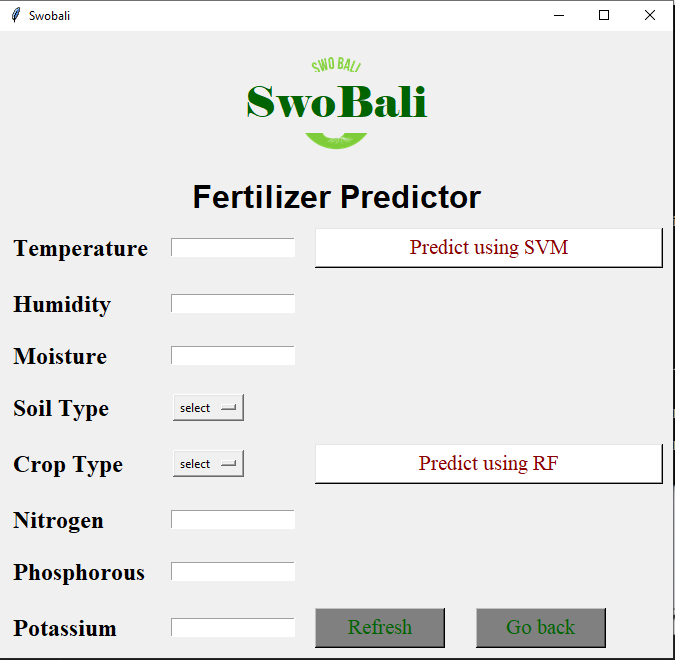 Swobali
SWO BALI
SwoBali
Fertilizer Predictor
Temperature
Predict using SVM
Humidity
Moisture
Soil Type
select
Crop Type
select
Predict using RF
Nitrogen
Phosphorous
Potassium
Refresh
Go back